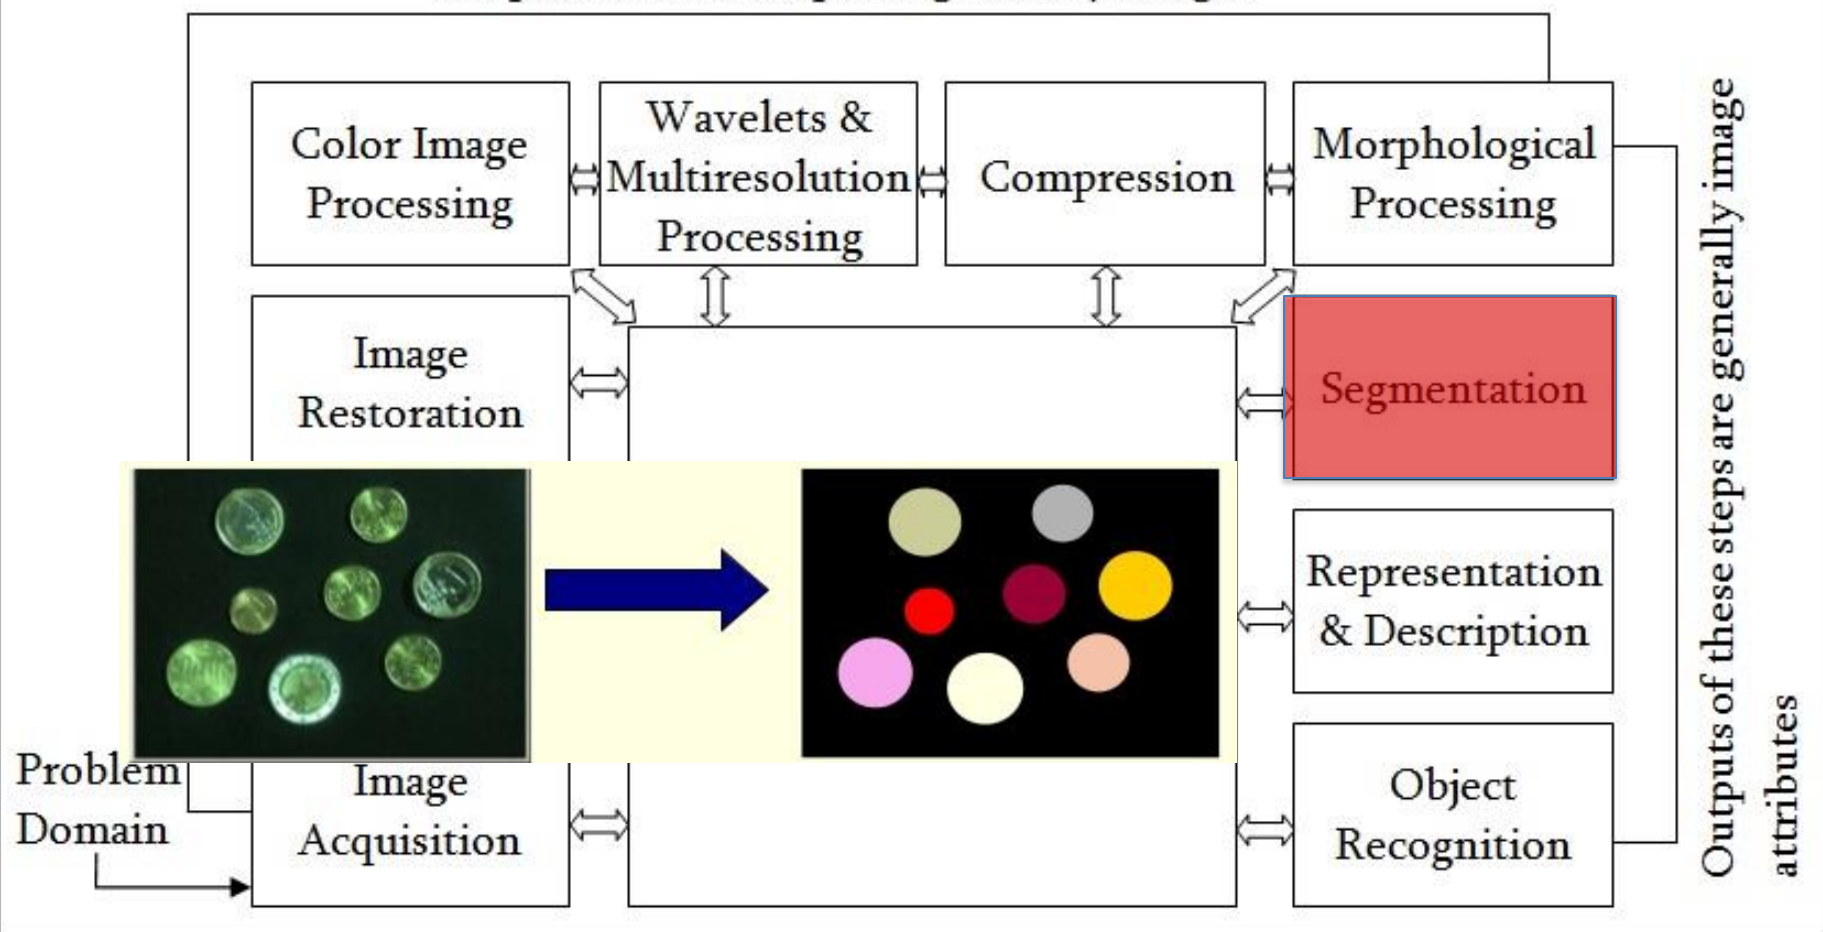 Color Image
Processing
Wavelets &
Multiresolution
Processing
Compression
Morphological
Processing
Image
Restoration
Segmentation
Representation
& Description
Problem
Domain
Image
Acquisition
Object
Recognition
Outputs of these steps are generally image
attributes